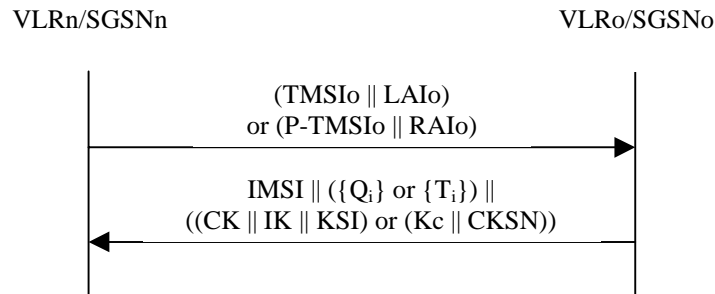 VLRn/SGSNn
VLRo/SGSNo
(TMSIo || LAIo)
or (P-TMSIo || RAIo)
IMSI || ({Qi} or {Ti}) ||
((CK || IK || KSI) or (Kc || CKSN))